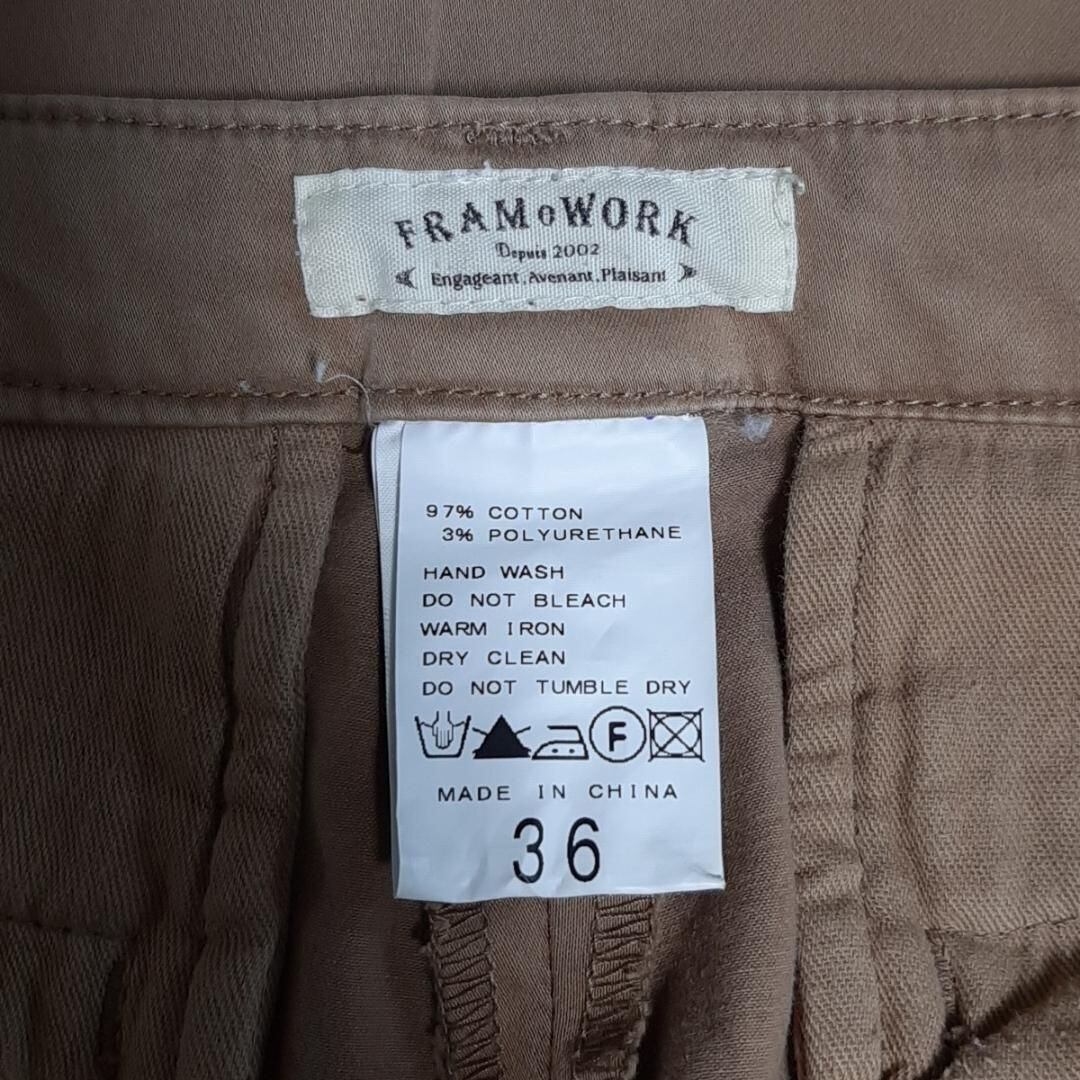 FRAMeWORK
Depuis 2002
Engageant.Avenant.Plaisant
97% COTTON
3% POLYURETHANE
HAND WASH
DO NOT BLEACH
WARM IRON
DRY CLEAN
DO NOT TUMBLE DRY
F
MADE IN CHINA
36